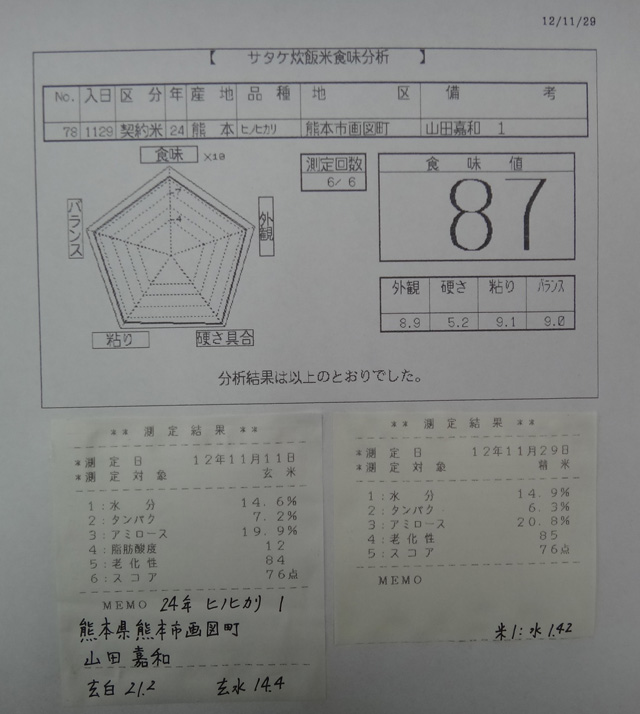 12/11/29
【 サタケ炊飯米食味分析 】
No. 入日 区分 年 産地 品種 地区 備考
78 1129 契約米 24 熊本 ヒノヒカリ 熊本市画図町 山田嘉和 1
食味 ×10
7
4
外観
硬さ具合
粘り
バランス
測定回数
6/ 6
食味値
87
外観 硬さ 粘り バランス
8.9 5.2 9.1 9.0
分析結果は以上のとおりでした。
** 測定結果 **
*測定日 12年11月11日
*測定対象 玄米
1:水分 14.6%
2:タンパク 7.2%
3:アミロース 19.9%
4:脂肪酸度 12
5:老化性 84
6:スコア 76点
MEMO 24年 ヒノヒカリ 1
熊本県熊本市画図町
山田 嘉和
玄白 21.2 玄水 14.4
** 測定結果 **
*測定日 12年11月29日
*測定対象 精米
1:水分 14.9%
2:タンパク 6.3%
3:アミロース 20.8%
4:老化性 85
5:スコア 76点
MEMO
米1:水1.42